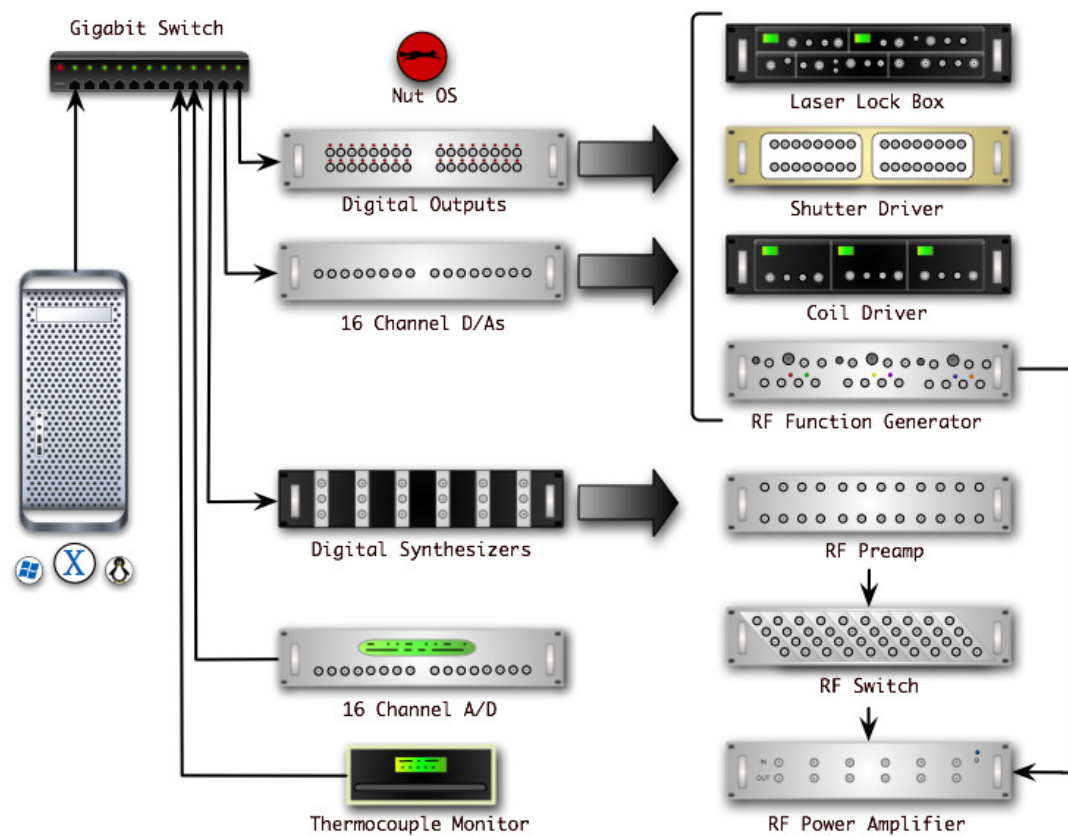 Gigabit Switch
Nut OS
Laser Lock Box
Digital Outputs
Shutter Driver
16 Channel D/As
Coil Driver
RF Function Generator
X
Digital Synthesizers
RF Preamp
16 Channel A/D
RF Switch
IN
OUT
Thermocouple Monitor
RF Power Amplifier